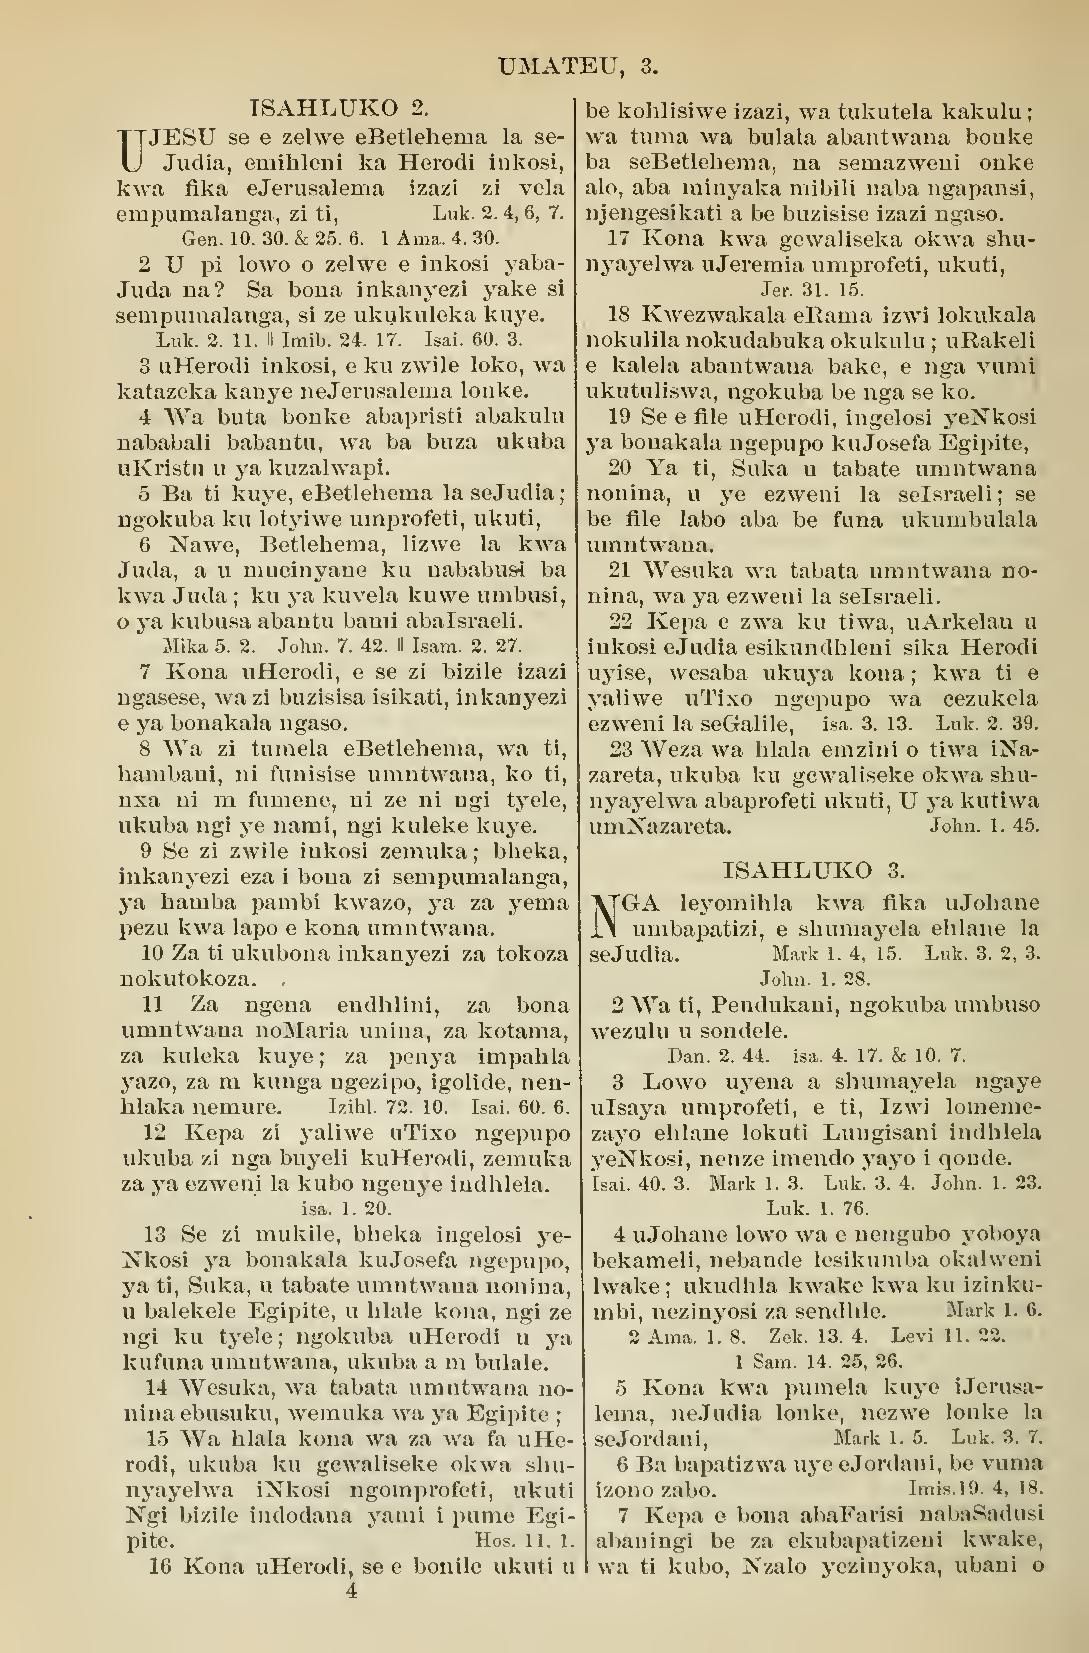 UMATEU, 3.
ISAHLUKO 2.
UJESU se e zelwe eBetlehema la se-
Judia, emihleni ka Herodi inkosi,
kwa fika eJerusalema izazi zi vela
empumalanga, zi ti, Luk. 2. 4, 6, 7.
Gen. 10. 30. & 25. 6. 1 Ama. 4. 30.
2 U pi lowo o zelwe e inkosi yaba-
Juda na? Sa bona inkanyezi yake si
sempumalanga, si ze ukukuleka kuye.
Luk. 2. 11. || Imib. 24. 17. Isai. 60. 3.
3 uHerodi inkosi, e ku zwile loko, wa
katazeka kanye neJerusalema lonke.
4 Wa buta bonke abapristi abakulu
nababali babantu, wa ba buza ukuba
uKristu u ya kuzalwapi.
5 Ba ti kuye, eBetlehema la seJudia;
ngokuba ku lotyiwe umprofeti, ukuti,
6 Nawe, Betlehema, lizwe la kwa
Juda, a u mucinyane ku nababusi ba
kwa Juda; ku ya kuvela kuwe umbusi,
o ya kubusa abantu bami abaIsraeli.
Mika 5. 2. John. 7. 42. || Isam. 2. 27.
7 Kona uHerodi, e se zi bizile izazi
ngasese, wa zi buzisisa isikati, inkanyezi
e ya bonakala ngaso.
8 Wa zi tumela eBetlehema, wa ti,
hambani, ni funisise umntwana, ko ti,
nxa ni m fumene, ni ze ni ngi tyele,
ukuba ngi ye nami, ngi kuleke kuye.
9 Se zi zwile inkosi zemuka; bheka,
inkanyezi eza i bona zi sempumalanga,
ya hamba pambi kwazo, ya za yema
pezu kwa lapo e kona umntwana.
10 Za ti ukubona inkanyezi za tokoza
nokutokoza.
11 Za ngena endhlini, za bona
umntwana noMaria unina, za kotama,
za kuleka kuye; za penya impahla
yazo, za m kunga ngezipo, igolide, nen-
hlaka nemure. Izihl. 72. 10. Isai. 60. 6.
12 Kepa zi yaliwe uTixo ngepupo
ukuba zi nga buyeli kuHerodi, zemuka
za ya ezweni la kubo ngenye indhlela.
isa. 1. 20.
13 Se zi mukile, bheka ingelosi ye-
Nkosi ya bonakala kuJosefa ngepupo,
ya ti, Suka, u tabate umntwana nonina,
u balekele Egipite, u hlale kona, ngi ze
ngi ku tyele; ngokuba uHerodi u ya
kufuna umntwana, ukuba a m bulale.
14 Wesuka, wa tabata umntwana no-
nina ebusuku, wemuka wa ya Egipite;
15 Wa hlala kona wa za wa fa uHe-
rodi, ukuba ku gcwaliseke okwa shu-
nyayelwa iNkosi ngomprofeti, ukuti
Ngi bizile indodana yami i pume Egi-
pite. Hos. 11. 1.
16 Kona uHerodi, se e bonile ukuti u
4
be kohlisiwe izazi, wa tukutela kakulu;
wa tuma wa bulala abantwana bonke
ba seBetlehema, na semazweni onke
alo, aba minyaka mibili naba ngapansi,
njengesikati a be buzisise izazi ngaso.
17 Kona kwa gcwaliseka okwa shu-
nyayelwa uJeremia umprofeti, ukuti,
Jer. 31. 15.
18 Kwezwakala eRama izwi lokukala
nokulila nokudabuka okukulu; uRakeli
e kalela abantwana bake, e nga vumi
ukutuliswa, ngokuba be nga se ko.
19 Se e file uHerodi, ingelosi yeNkosi
ya bonakala ngepupo kuJosefa Egipite,
20 Ya ti, Suka u tabate umntwana
nonina, u ye ezweni la seIsraeli; se
be file labo aba be funa ukumbulala
umntwana.
21 Wesuka wa tabata umntwana no-
nina, wa ya ezweni la seIsraeli.
22 Kepa e zwa ku tiwa, uArkelau u
inkosi eJudia esikundhleni sika Herodi
uyise, wesaba ukuya kona; kwa ti e
yaliwe uTixo ngepupo wa cezukela
ezweni la seGalile, isa. 3. 13. Luk. 2. 39.
23 Weza wa hlala emzini o tiwa iNa-
zareta, ukuba ku gcwaliseke okwa shu-
nyayelwa abaprofeti ukuti, U ya kutiwa
umNazareta. John. 1. 45.
ISAHLUKO 3.
NGA leyomihla kwa fika uJohane
umbapatizi, e shumayela ehlane la
seJudia. Mark 1. 4, 15. Luk. 3. 2, 3.
John. 1. 28.
2 Wa ti, Pendukani, ngokuba umbuso
wezulu u sondele.
Dan. 2. 44. isa. 4. 17. & 10. 7.
3 Lowo uyena a shumayela ngaye
uIsaya umprofeti, e ti, Izwi lomeme-
zayo ehlane lokuti Lungisani indhlela
yeNkosi, nenze imendo yayo i qonde.
Isai. 40. 3. Mark 1. 3. Luk. 3. 4. John. 1. 23.
Luk. 1. 76.
4 uJohane lowo wa e nengubo yoboya
bekameli, nebande lesikumba okalweni
lwake; ukudhla kwake kwa ku izinku-
mbi, nezinyosi za sendhle. Mark 1. 6.
2 Ama. 1. 8. Zek. 13. 4. Levi 11. 22.
1 Sam. 14. 25, 26.
5 Kona kwa pumela kuye iJerusa-
lema, neJudia lonke, nezwe lonke la
seJordani, Mark 1. 5. Luk. 3. 7.
6 Ba bapatizwa uye eJordani, be vuma
izono zabo. Imis. 19. 4, 18.
7 Kepa e bona abaFarisi nabaSadusi
abaningi be za ekubapatizeni kwake,
wa ti kubo, Nzalo yezinyoka, ubani o